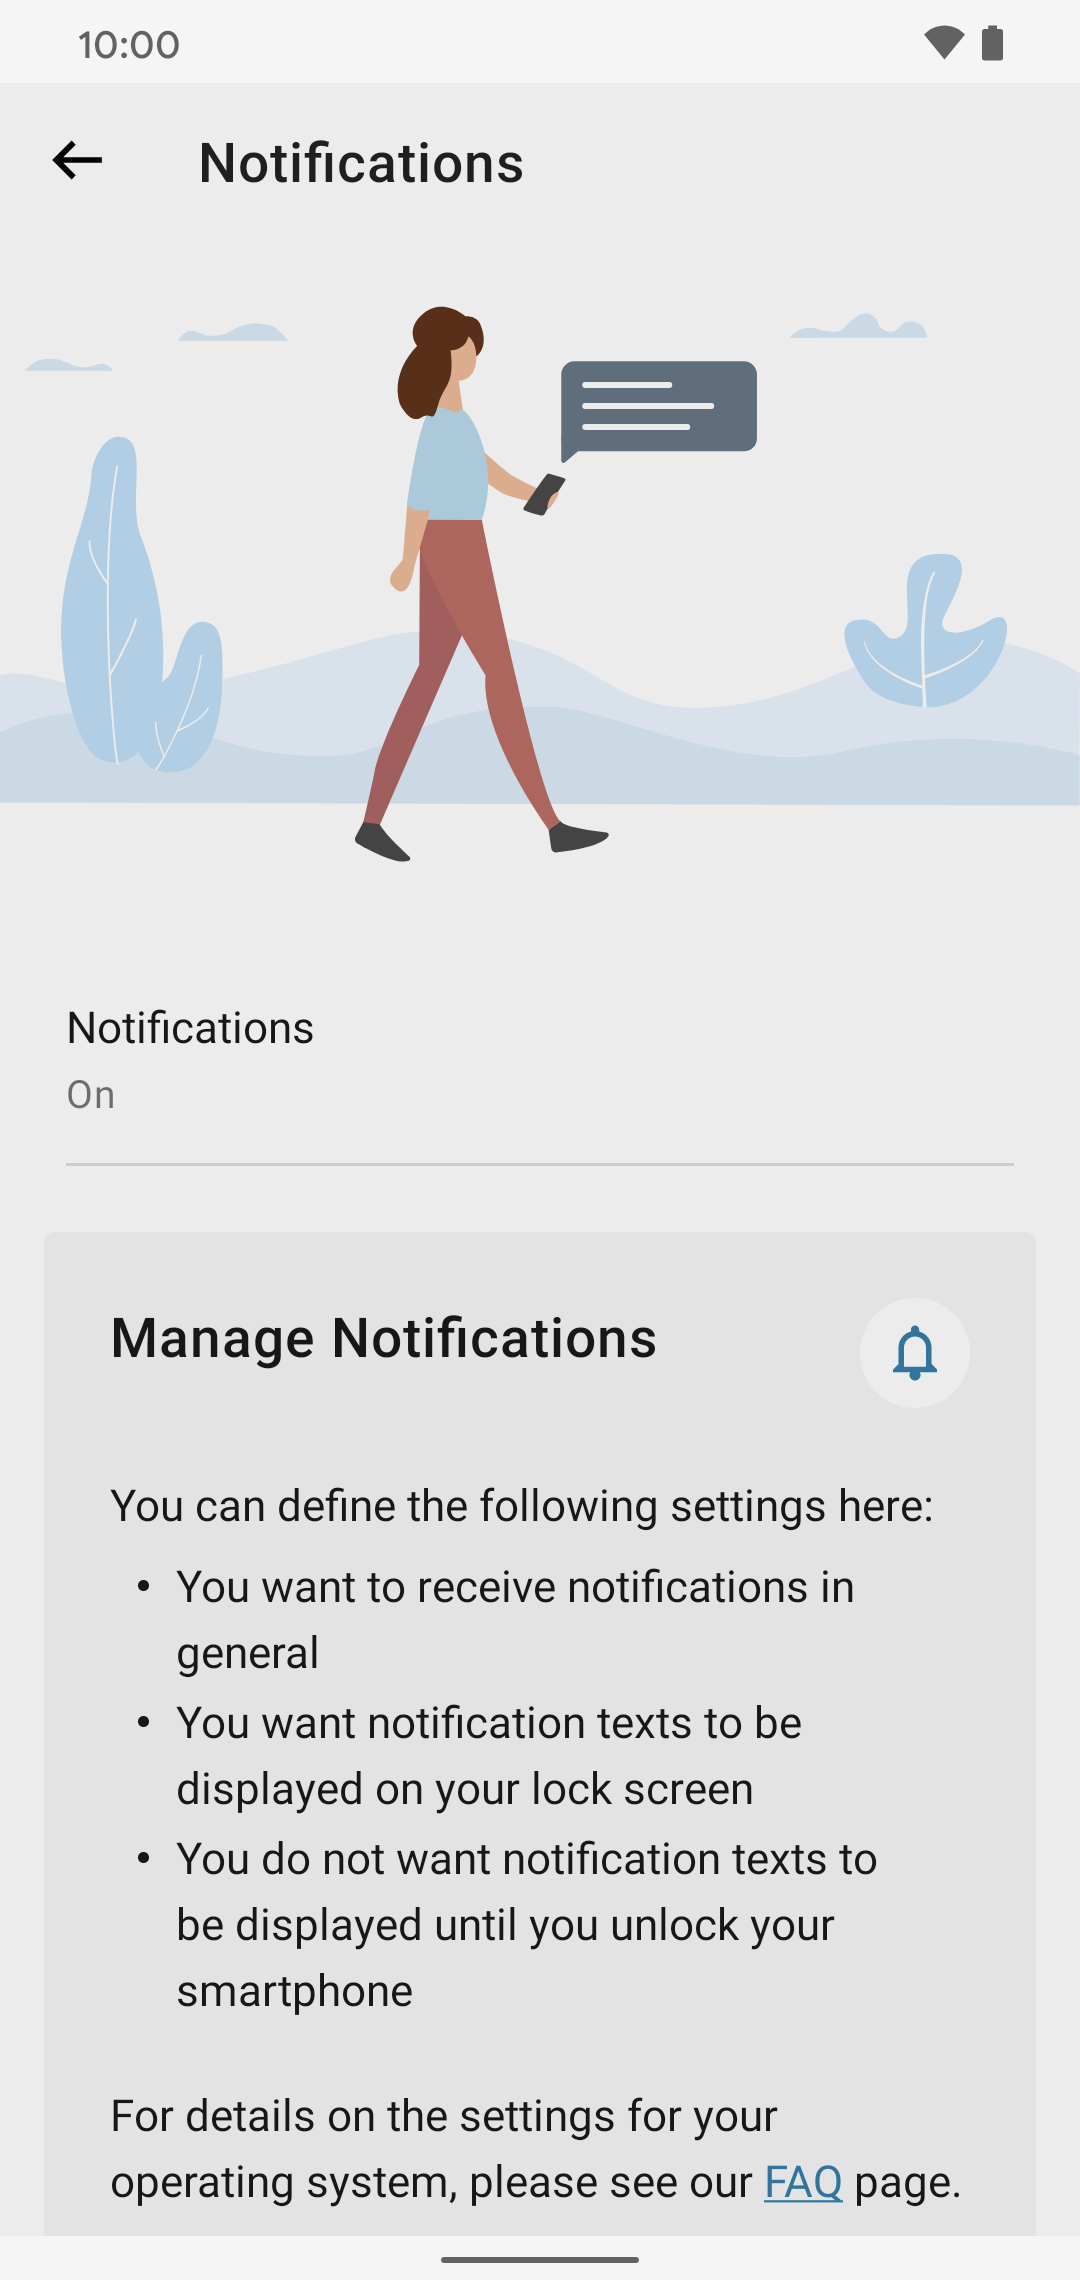 10:00
Notifications
Notifications
On
Manage Notifications
You can define the following settings here:
• You want to receive notifications in
general
• You want notification texts to be
displayed on your lock screen
• You do not want notification texts to
be displayed until you unlock your
smartphone
For details on the settings for your
operating system, please see our FAQ page.